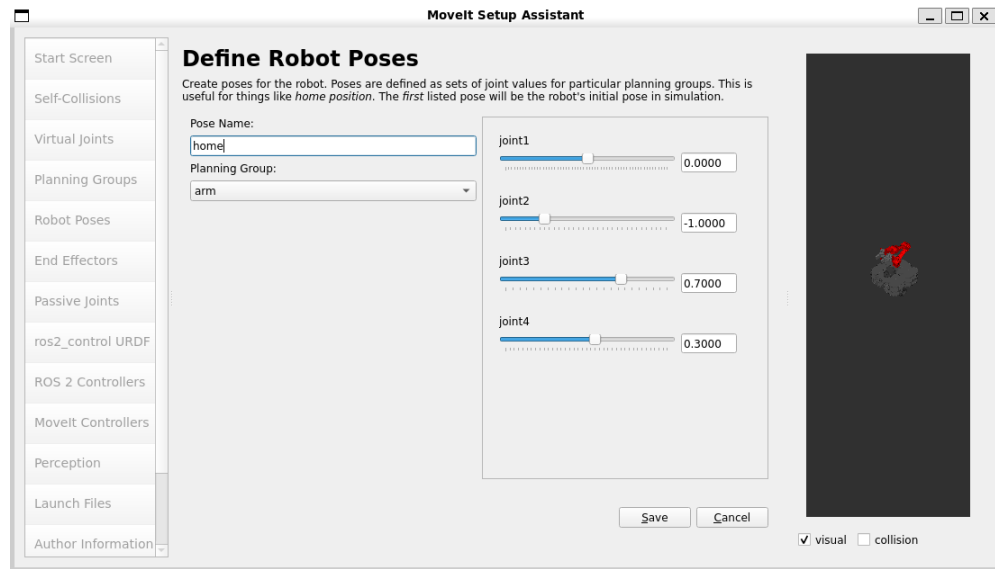 MoveIt Setup Assistant
Start Screen
Self-Collisions
Virtual Joints
Planning Groups
Robot Poses
End Effectors
Passive Joints
ros2_control URDF
ROS 2 Controllers
MoveIt Controllers
Perception
Launch Files
Author Information
Define Robot Poses
Create poses for the robot. Poses are defined as sets of joint values for particular planning groups. This is
useful for things like home position. The first listed pose will be the robot's initial pose in simulation.
Pose Name:
home
Planning Group:
arm
joint1
0.0000
joint2
-1.0000
joint3
0.7000
joint4
0.3000
Save
Cancel
visual
collision